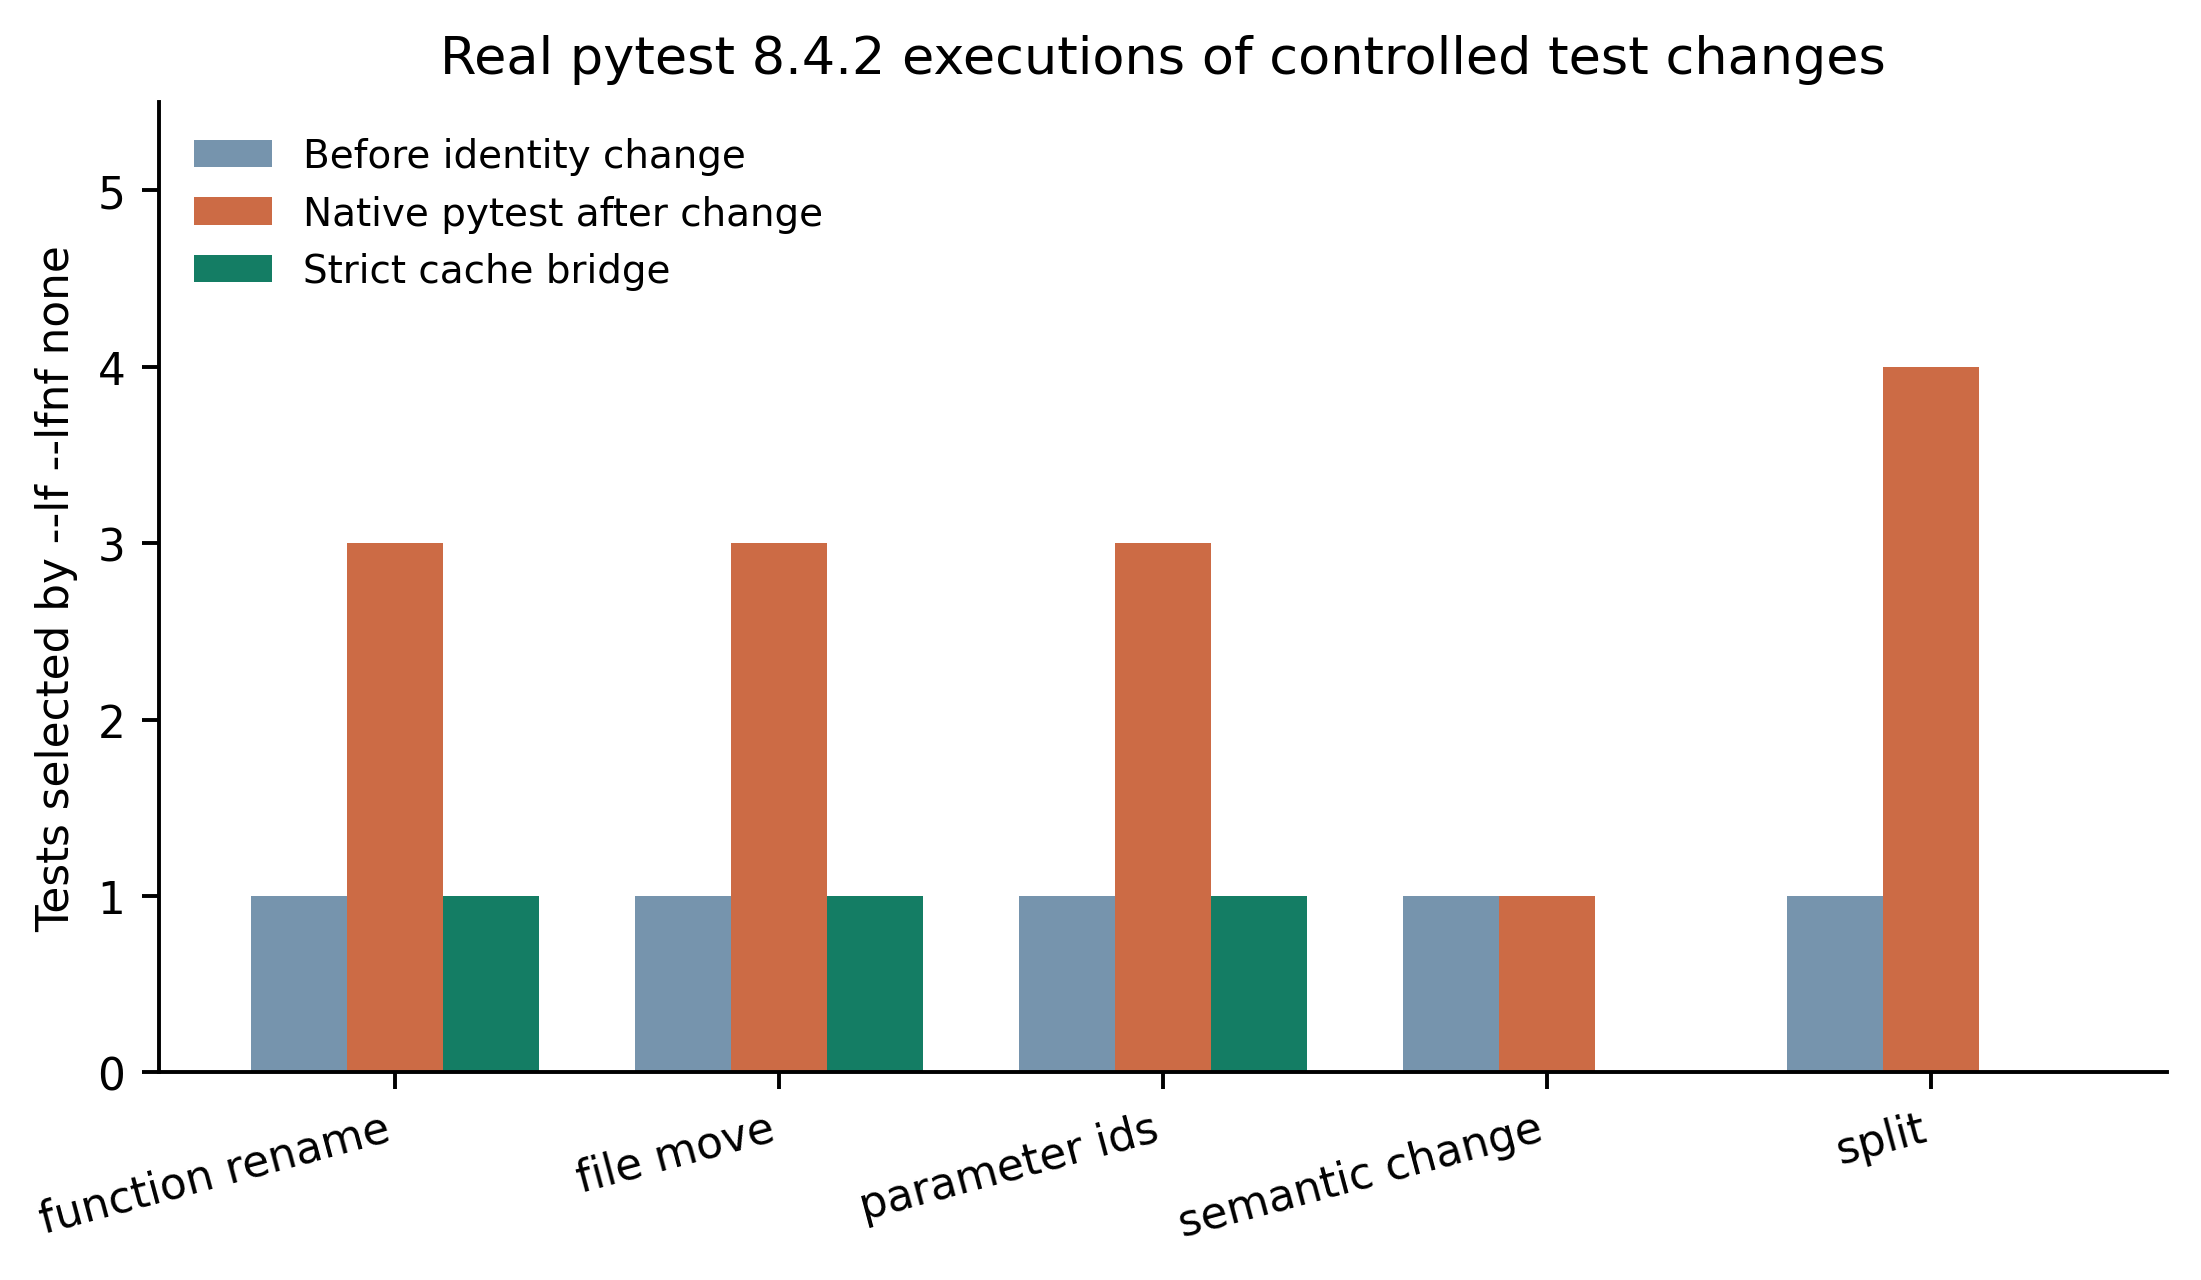 Real pytest 8.4.2 executions of controlled test changes
Before identity change
Native pytest after change
Strict cache bridge
Tests selected by --lf --lfnf none
5
4
3
2
1
0
function rename
file move
parameter ids
semantic change
split